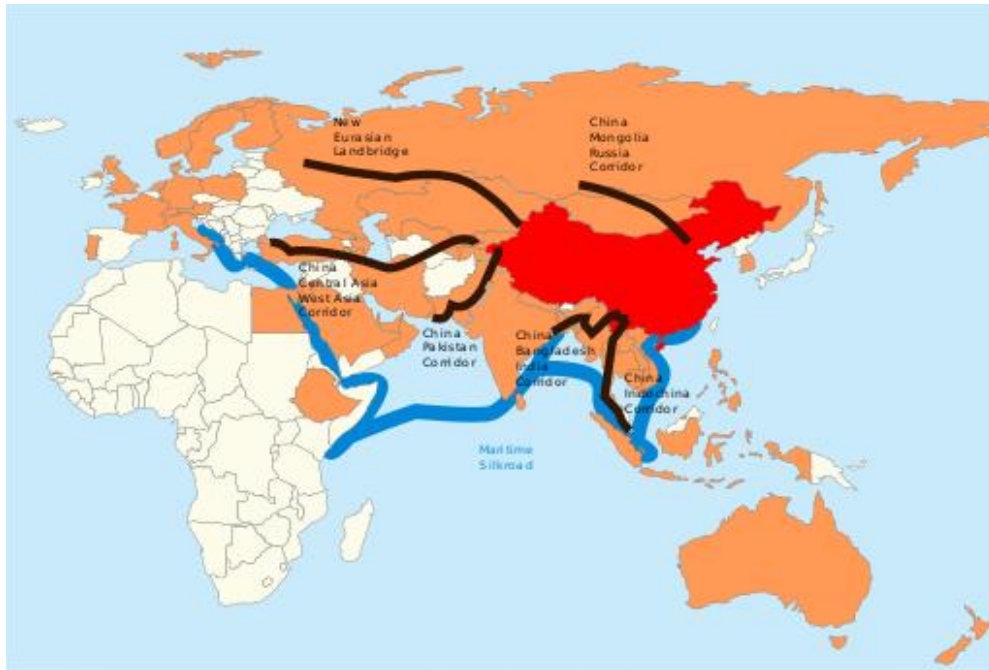 New
Eurasian
Landbridge
China
Mongolia
Russia
Corridor
China
Central Asia
West Asia
Corridor
China -
Pakistan
Corridor
China
Bangladesh
India
Corridor
China
Indochina
Corridor
Maritime
Silkroad